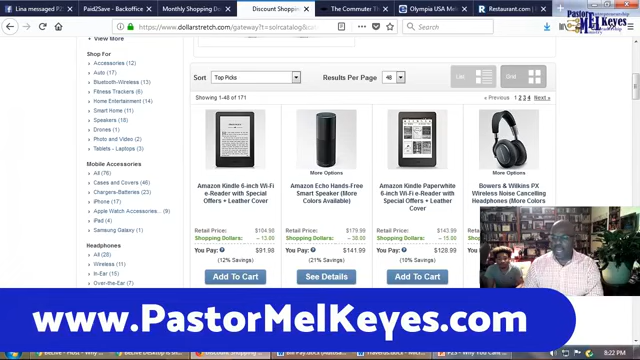 Lina messaged
Paid2Save - Backoffice
Monthly Shopping De
Discount Shoppin
The Commuter Th
Olympia USA Mel
Restaurant.com |
https://www.dollarstretch.com/gateway?t=solrcatalog&c
Search
Pastor
Mel Keyes
View More
Shop For
Accessories (12)
Auto (17)
Bluetooth-Wireless (13)
Fitness Trackers (6)
Home Entertainment (14)
Smart Home (11)
Speakers (18)
Drones (1)
Photo and Video (2)
Tablets - Laptops (3)
Mobile Accessories
All (76)
Cases and Covers (46)
Chargers-Batteries (23)
iPhone (17)
Apple Watch Accessories... (9)
iPad (4)
Samsung Galaxy (1)
Headphones
All (28)
Wireless (11)
In-Ear (15)
Over-the-Ear (7)
Sort
Top Picks
Results Per Page
48
List
Grid
Showing 1-48 of 171
« Previous 1 2 3 4 Next »
Amazon Kindle 6-inch Wi-Fi
e-Reader with Special
Offers + Leather Cover
Retail Price: $104.98
Shopping Dollars: - 13.00
You Pay: $91.98
(12% Savings)
Add To Cart
More Options
Amazon Echo Hands-Free
Smart Speaker (More
Colors Available)
Retail Price: $179.99
Shopping Dollars: - 38.00
You Pay: $141.99
(21% Savings)
See Details
Amazon Kindle Paperwhite
6-inch Wi-Fi e-Reader with
Special Offers + Leather
Cover
Retail Price: $143.99
Shopping Dollars: - 15.00
You Pay: $128.99
(10% Savings)
Add To Cart
More Options
Bowers & Wilkins PX
Wireless Noise Cancelling
Headphones (More Colors
www.PastorMelKeyes.com
Discount Shopping
8:22 PM